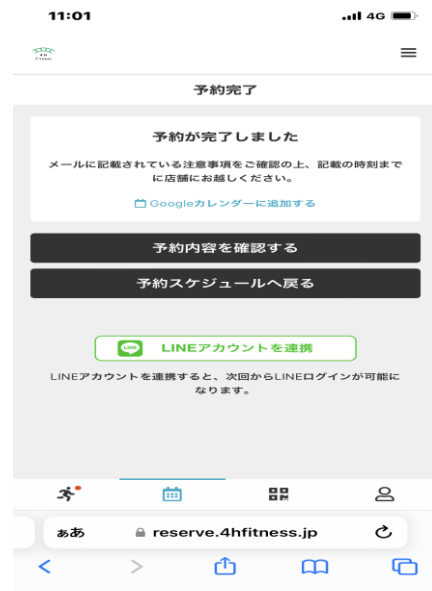 11:01
4G
4H
予約完了
予約が完了しました
メールに記載されている注意事項をご確認の上、記載の時刻まで
に店舗にお越しください。
Googleカレンダーに追加する
予約内容を確認する
予約スケジュールへ戻る
LINE LINEアカウントを連携
LINEアカウントを連携すると、次回からLINEログインが可能に
なります。
ぁあ reserve.4hfitness.jp